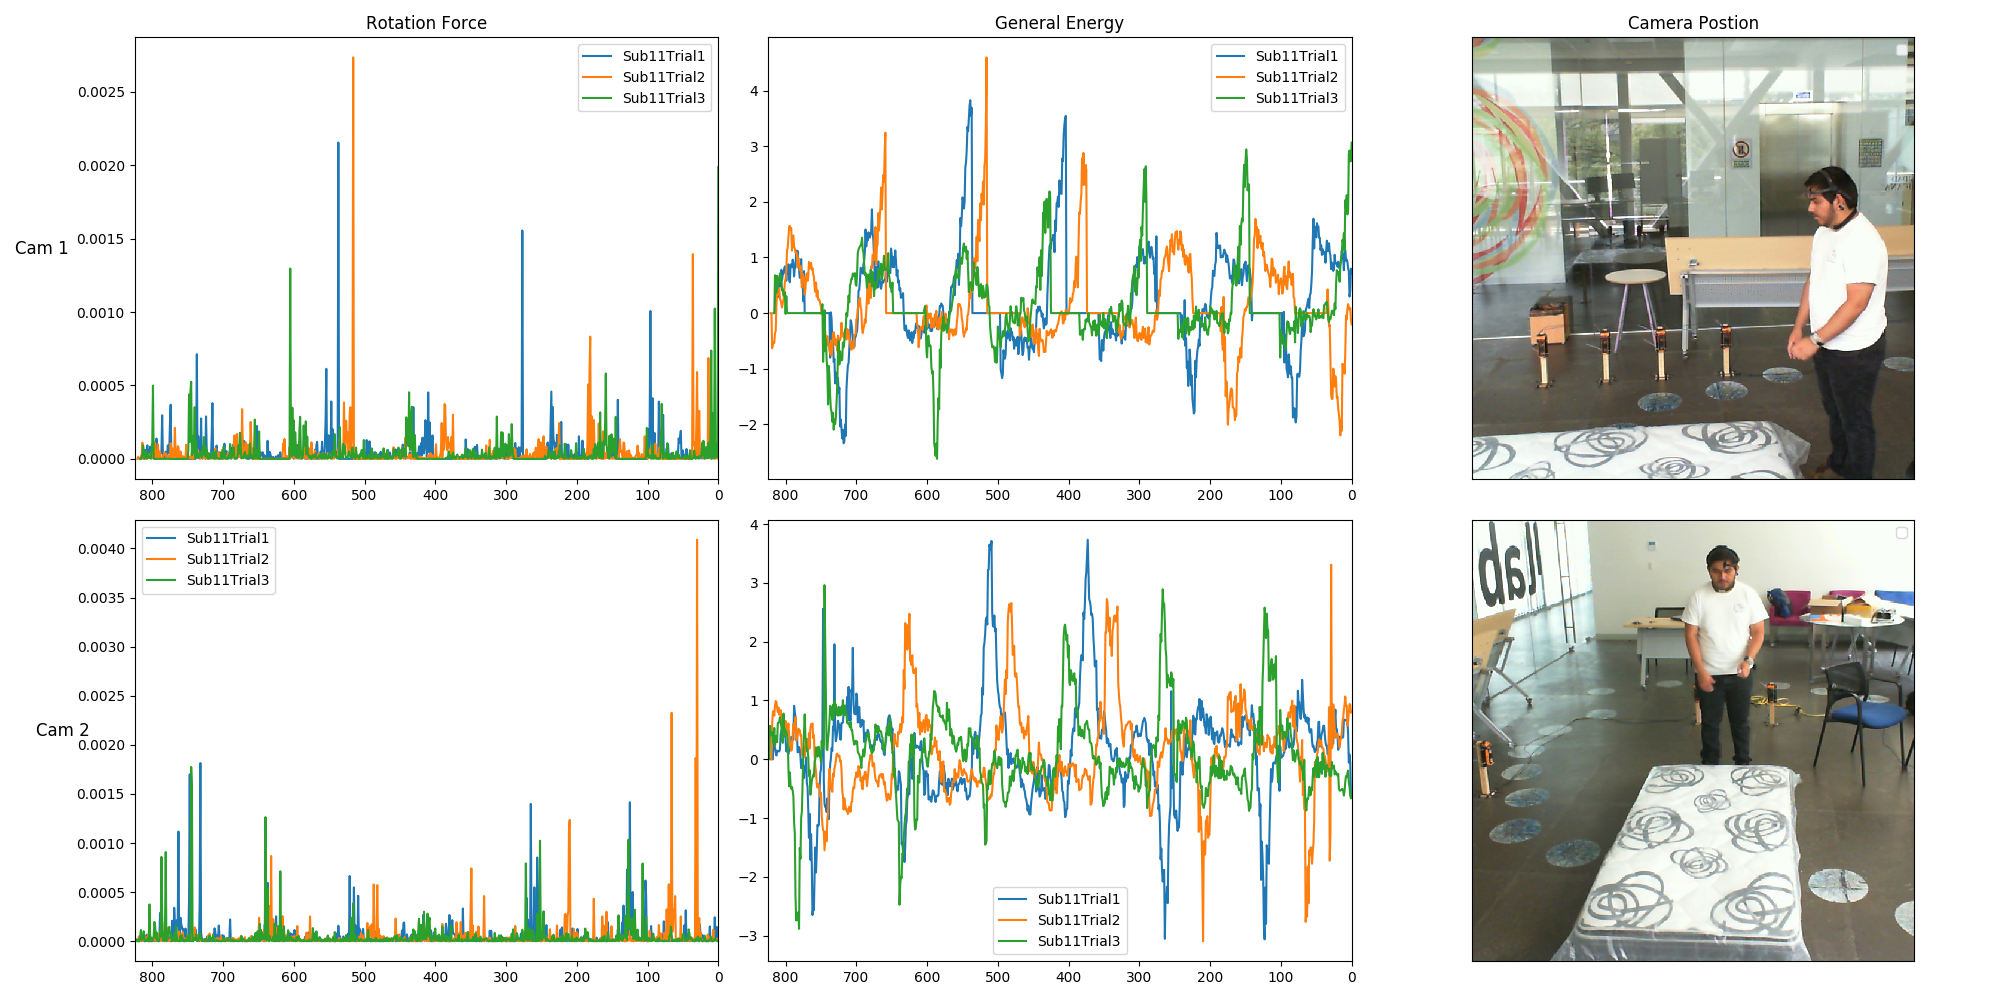 Rotation Force
General Energy
Camera Postion
Cam 1
0.0025
0.0020
0.0015
0.0010
0.0005
0.0000
Sub11Trial1
Sub11Trial2
Sub11Trial3
800 700 600 500 400 300 200 100 0
4
3
2
1
0
−1
−2
Sub11Trial1
Sub11Trial2
Sub11Trial3
800 700 600 500 400 300 200 100 0
Cam 2
0.0040
0.0035
0.0030
0.0025
0.0020
0.0015
0.0010
0.0005
0.0000
Sub11Trial1
Sub11Trial2
Sub11Trial3
800 700 600 500 400 300 200 100 0
4
3
2
1
0
−1
−2
−3
Sub11Trial1
Sub11Trial2
Sub11Trial3
800 700 600 500 400 300 200 100 0